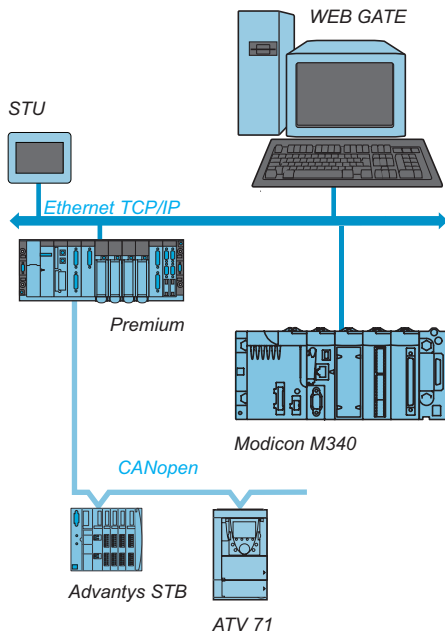 WEB GATE
STU
Ethernet TCP/IP
Premium
Modicon M340
CANopen
Advantys STB
ATV 71